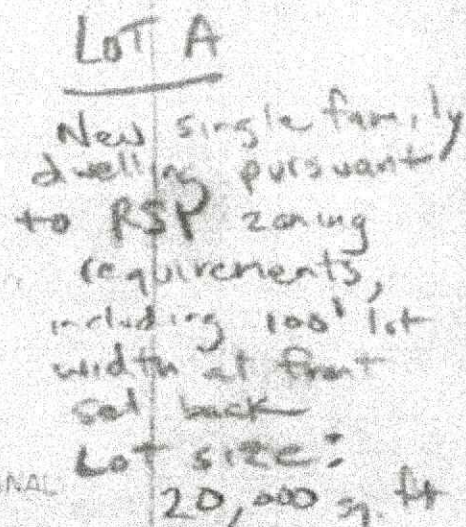 LOT A
New single family
dwelling pursuant
to RSP zoning
requirements,
including 100' lot
width at front
set back
Lot size:
NAL
20,000 sq. ft